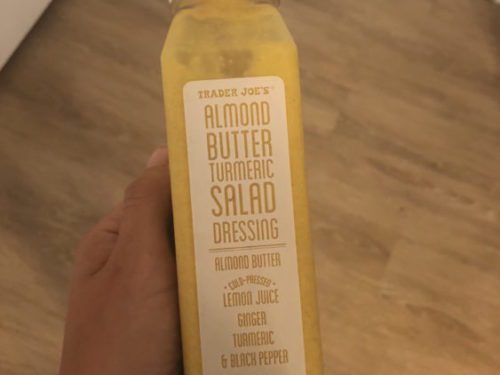 TRADER JOE'S
ALMOND
BUTTER
TURMERIC
SALAD
DRESSING
ALMOND BUTTER
• COLD-PRESSED •
LEMON JUICE
GINGER
TURMERIC
& BLACK PEPPER